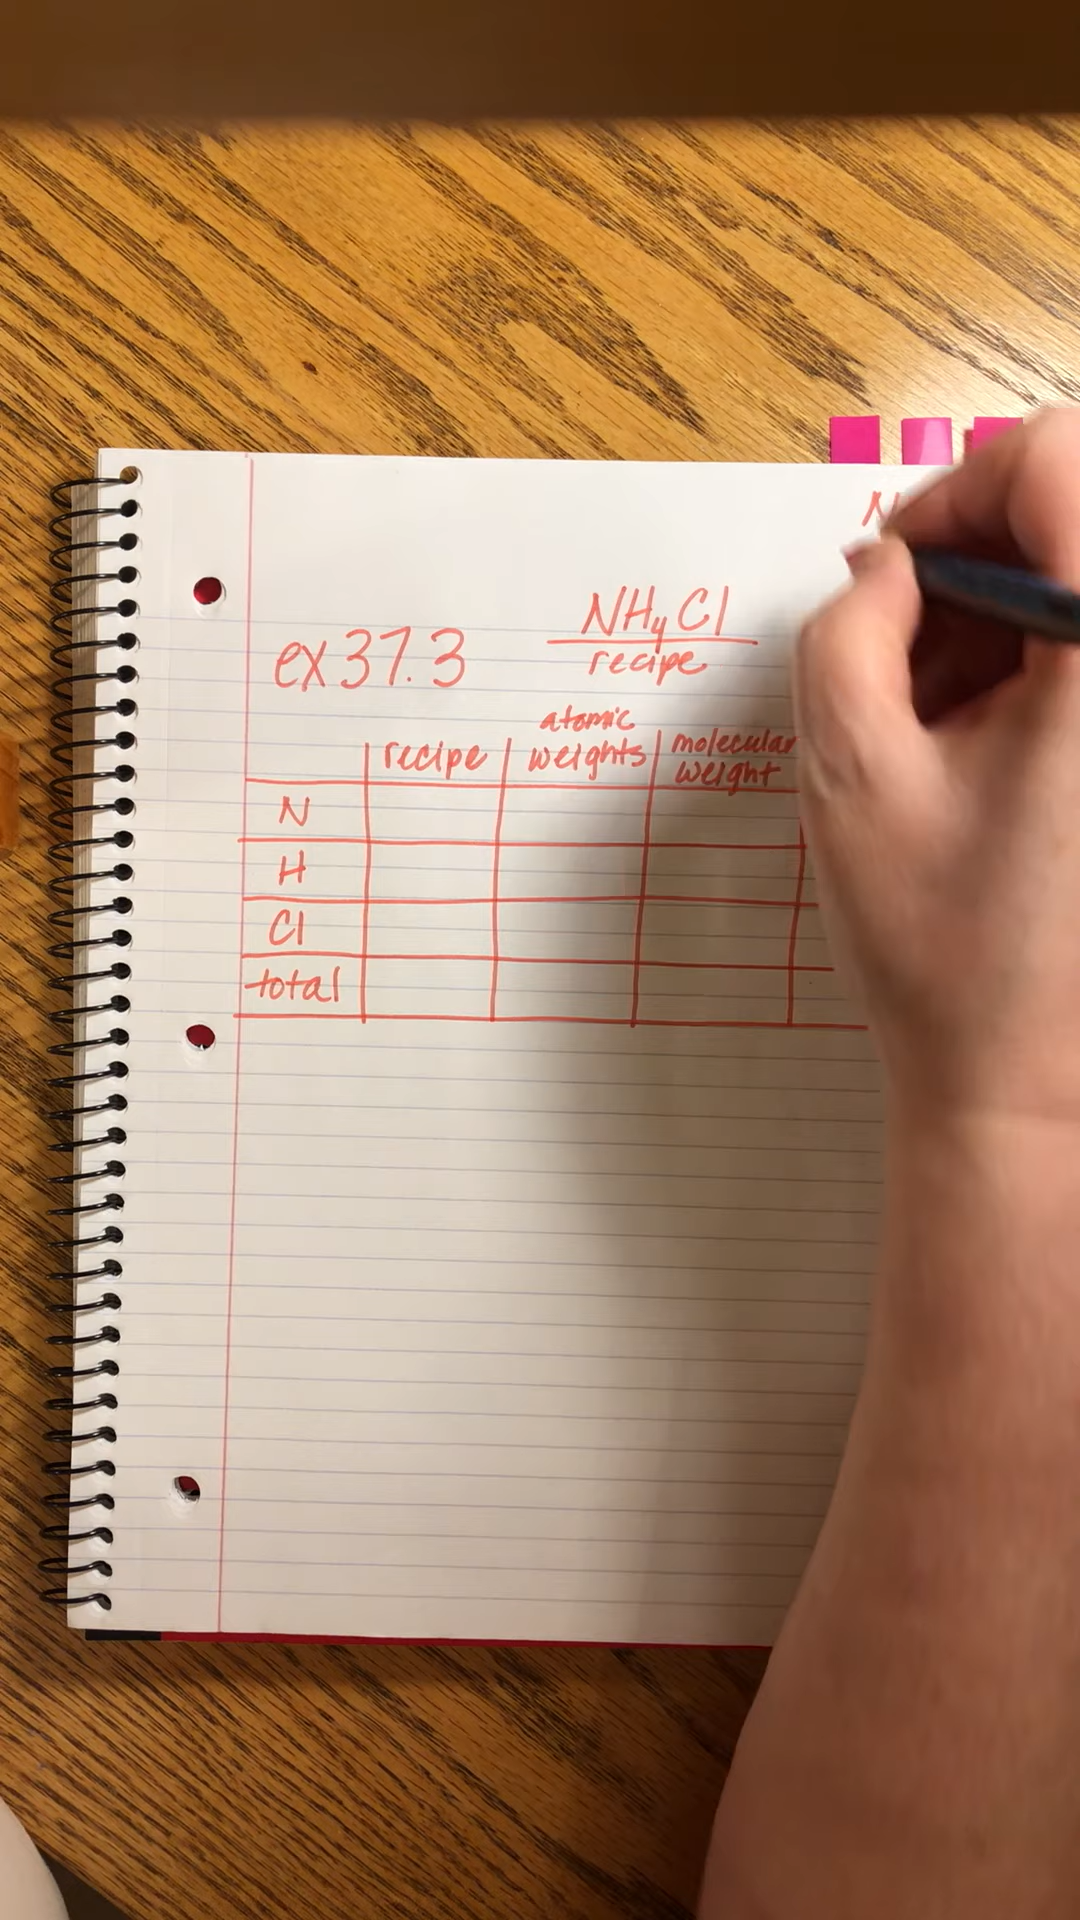 N
NH4Cl
recipe
ex 37.3
atomic
recipe weights molecular
weight
N
H
Cl
total